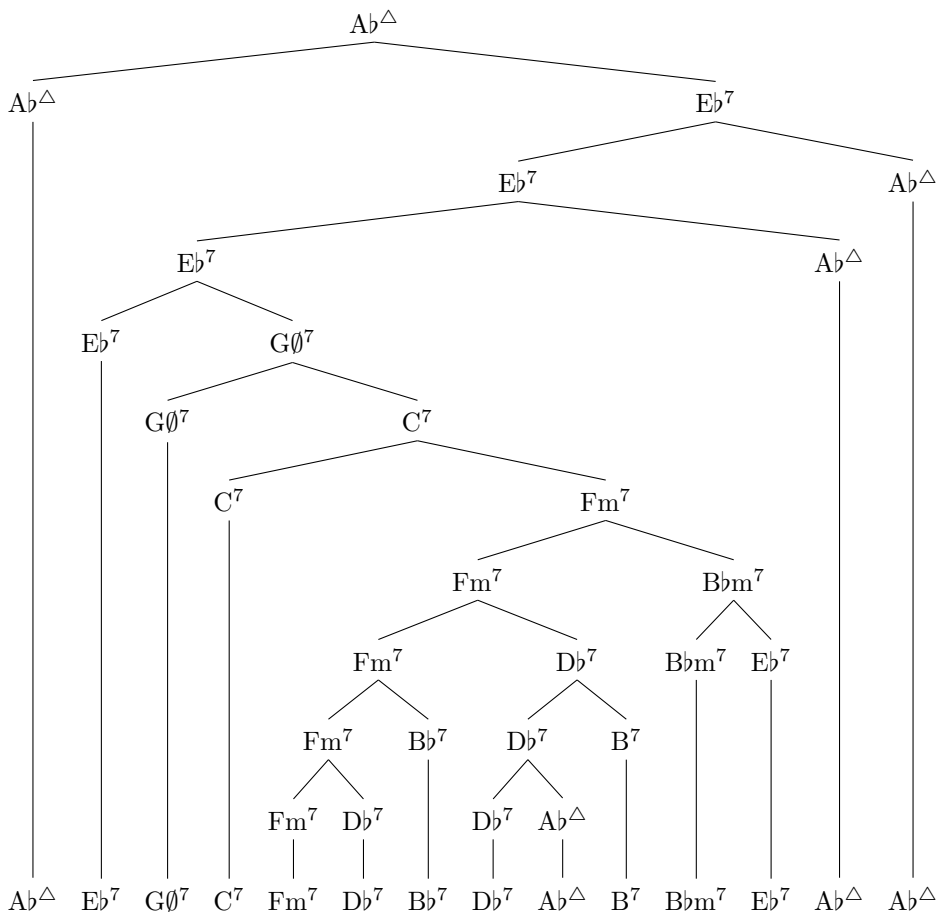 A♭△
A♭△ E♭⁷
E♭⁷ A♭△
E♭⁷ A♭△
E♭⁷ G∅⁷
G∅⁷ C⁷
C⁷ Fm⁷
Fm⁷ B♭m⁷
Fm⁷ D♭⁷ B♭m⁷ E♭⁷
Fm⁷ B♭⁷ D♭⁷ B⁷
Fm⁷ D♭⁷ D♭⁷ A♭△
A♭△ E♭⁷ G∅⁷ C⁷ Fm⁷ D♭⁷ B♭⁷ D♭⁷ A♭△ B⁷ B♭m⁷ E♭⁷ A♭△ A♭△